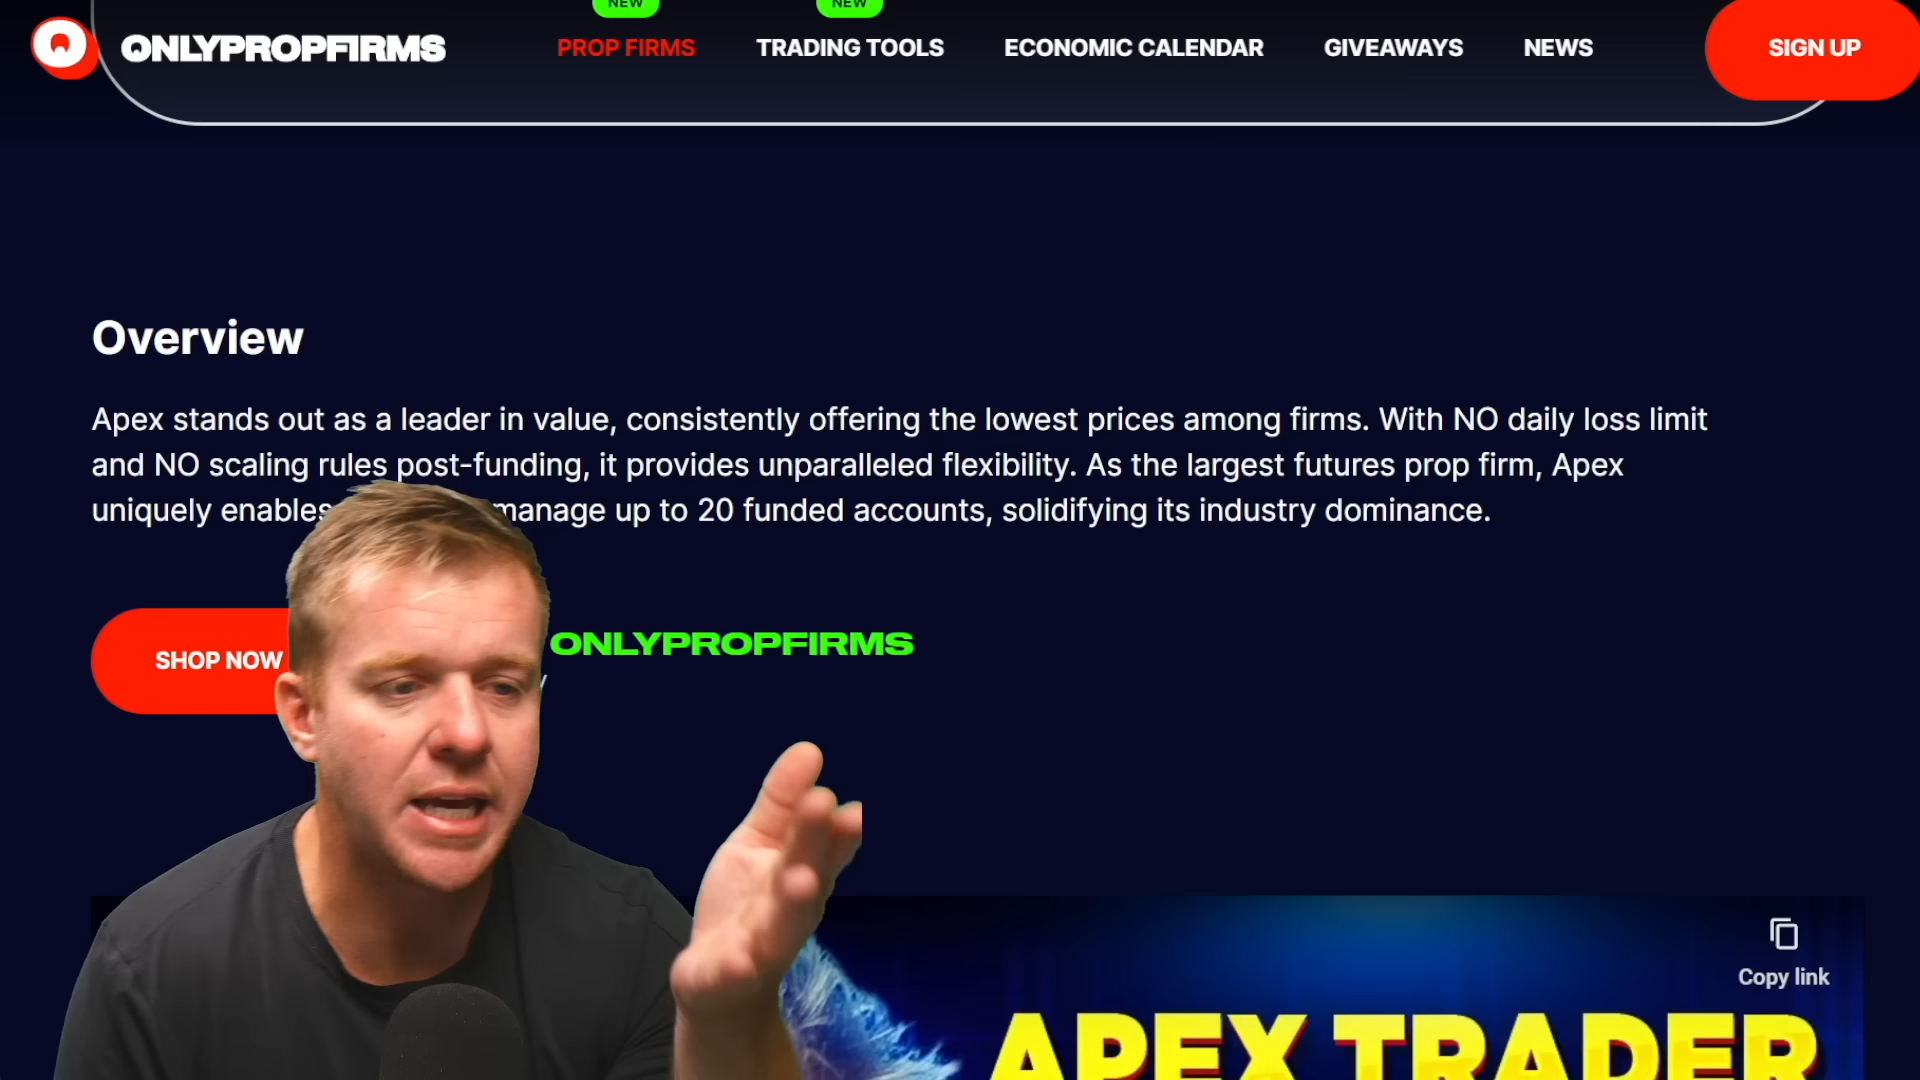 NEW
NEW
ONLYPROPFIRMS
PROP FIRMS
TRADING TOOLS
ECONOMIC CALENDAR
GIVEAWAYS
NEWS
SIGN UP
Overview
Apex stands out as a leader in value, consistently offering the lowest prices among firms. With NO daily loss limit
and NO scaling rules post-funding, it provides unparalleled flexibility. As the largest futures prop firm, Apex
uniquely enables manage up to 20 funded accounts, solidifying its industry dominance.
SHOP NOW
ONLYPROPFIRMS
Copy link
APEX TRADER